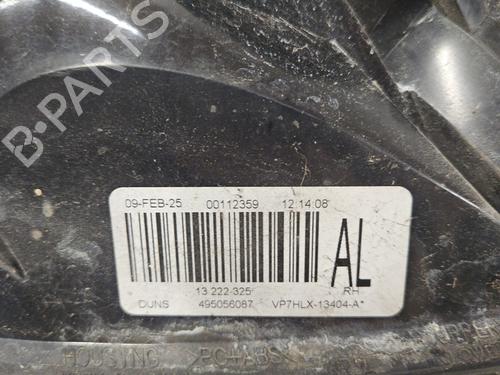 B-PARTS
09-FEB-25 00112359 12:14:08
AL
13 222 325 RH
DUNS 495056087 VP7HLX-13404-A*
HOUSING >PC+ABS<